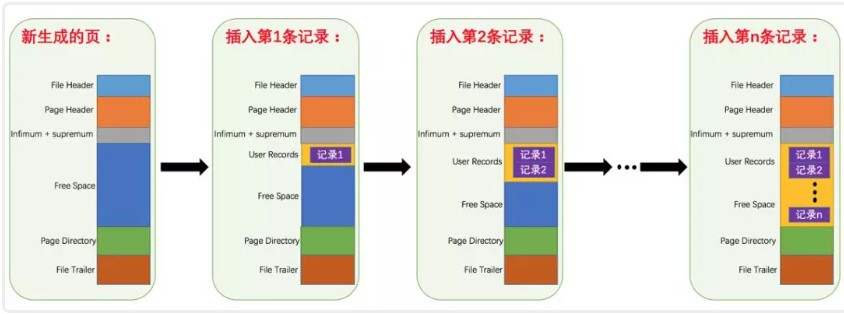 新生成的页：
File Header
Page Header
Infimum + supremum
Free Space
Page Directory
File Trailer
插入第1条记录：
File Header
Page Header
Infimum + supremum
User Records
记录1
Free Space
Page Directory
File Trailer
插入第2条记录：
File Header
Page Header
Infimum + supremum
User Records
记录1
记录2
Free Space
Page Directory
File Trailer
插入第n条记录：
File Header
Page Header
Infimum + supremum
User Records
记录1
记录2
Free Space
记录n
Page Directory
File Trailer